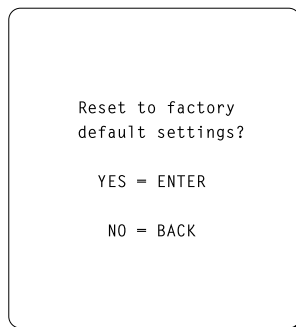 Reset to factory
default settings?
YES = ENTER
NO = BACK